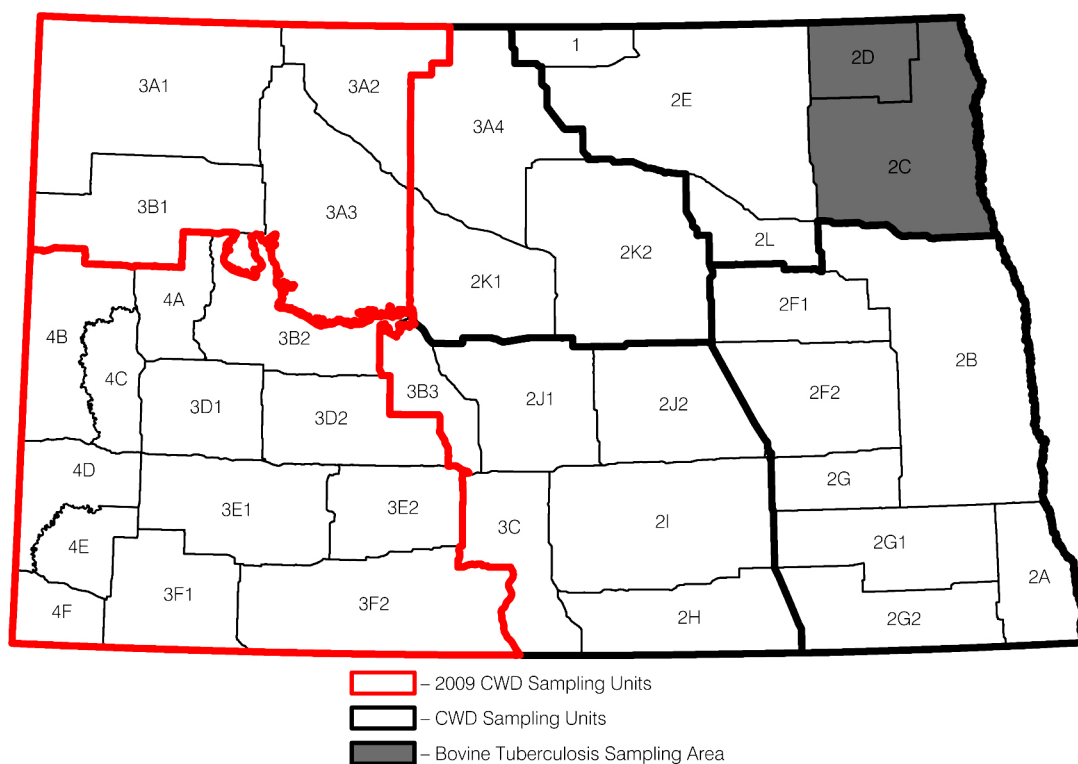 1
2D
2E
3A2
3A1
3A4
2C
3A3
3B1
2L
2K2
2K1
4A
2F1
4B
3B2
2B
4C
3B3
2F2
3D1
2J1
2J2
3D2
4D
2G
3E1
3E2
2I
3C
4E
2G1
2A
3F1
3F2
4F
2H
2G2
– 2009 CWD Sampling Units
– CWD Sampling Units
– Bovine Tuberculosis Sampling Area